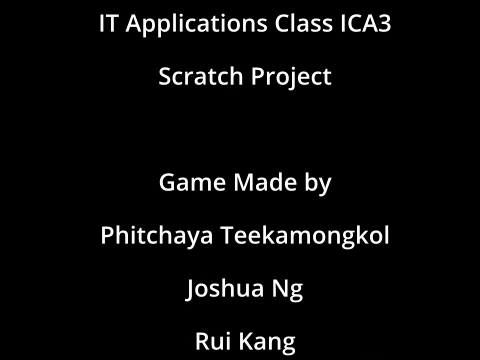 IT Applications Class ICA3
Scratch Project
Game Made by
Phitchaya Teekamongkol
Joshua Ng
Rui Kang